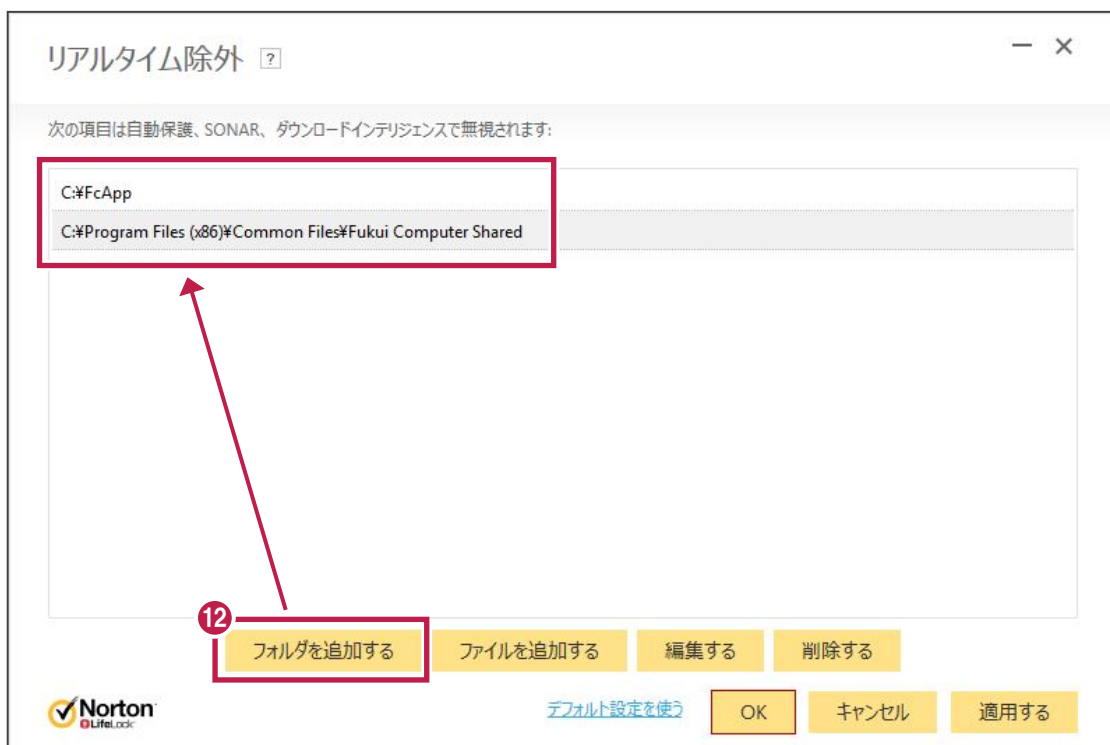 リアルタイム除外 ?
次の項目は自動保護、SONAR、ダウンロードインテリジェンスで無視されます:
C:¥FcApp
C:¥Program Files (x86)¥Common Files¥Fukui Computer Shared
12
フォルダを追加する ファイルを追加する 編集する 削除する
Norton
LifeLock
デフォルト設定を使う OK キャンセル 適用する